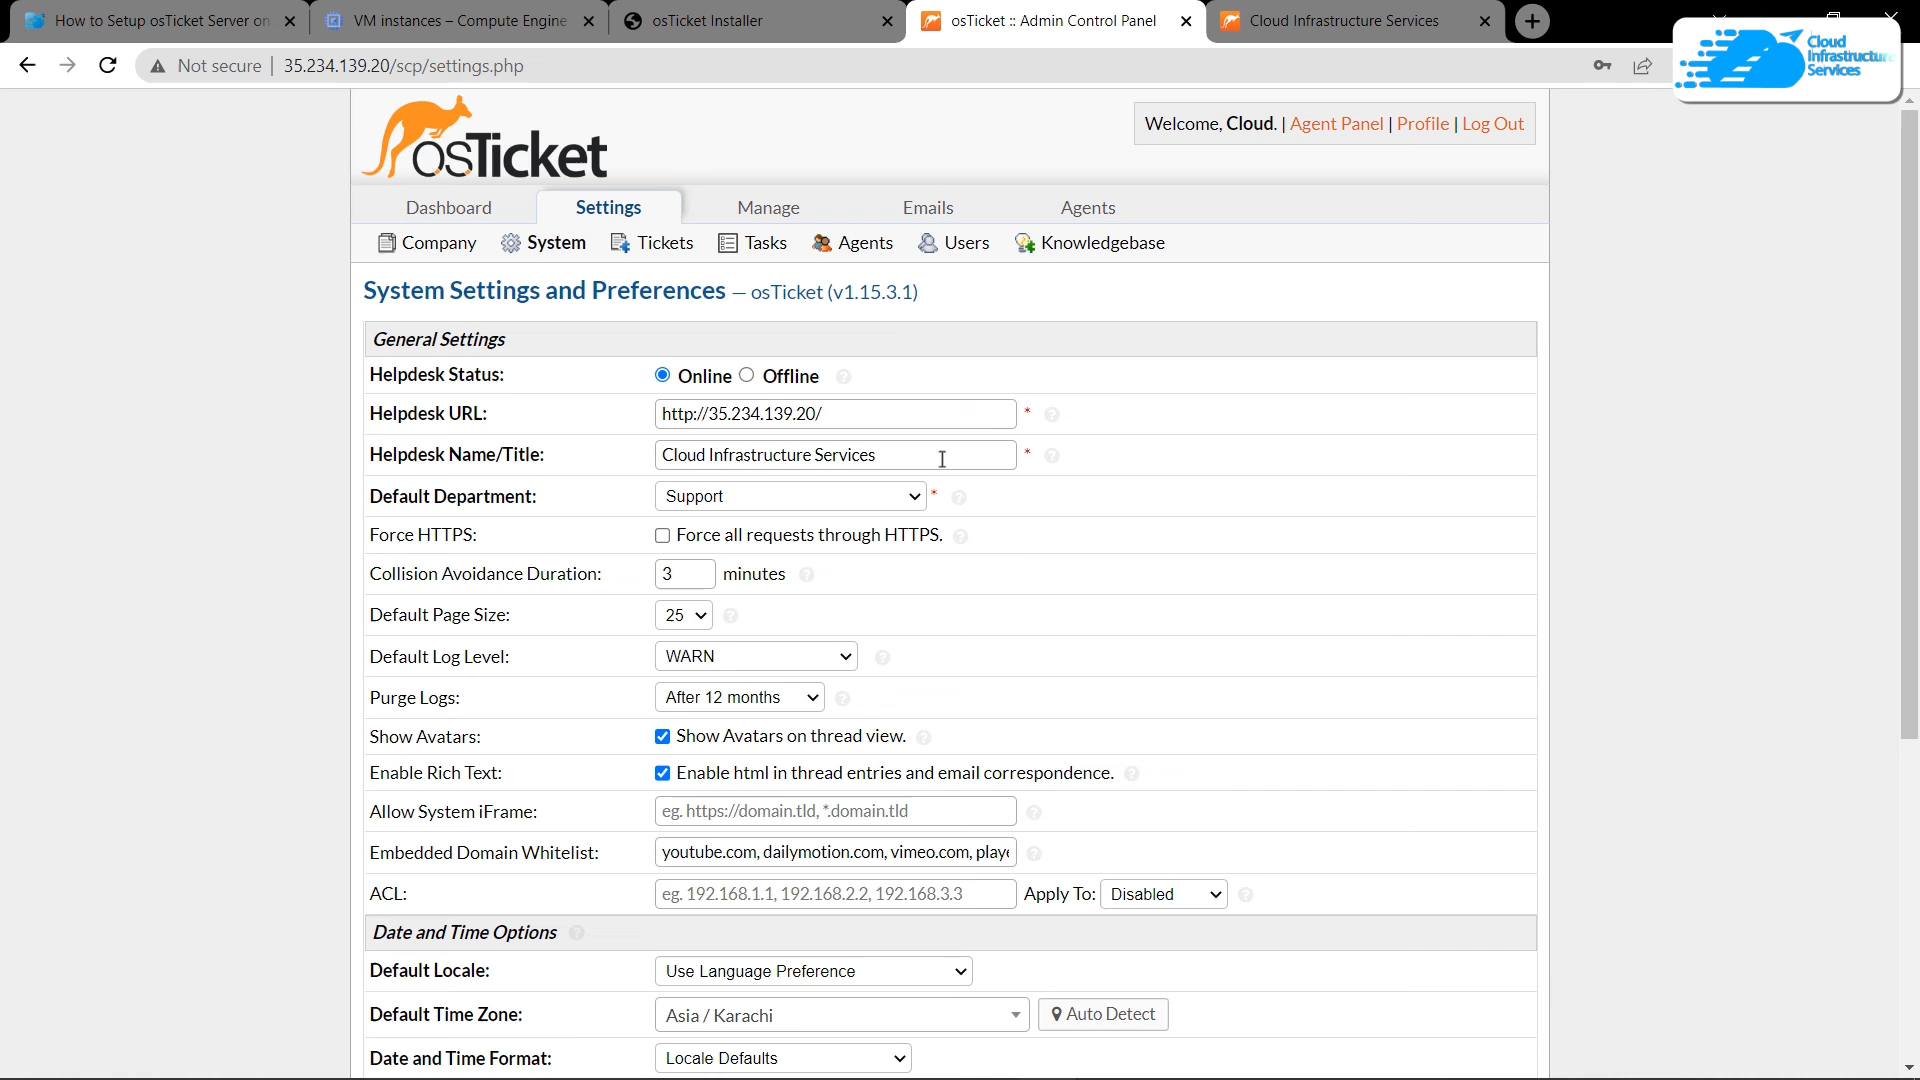 How to Setup osTicket Server on
VM instances – Compute Engine
osTicket Installer
osTicket :: Admin Control Panel
Cloud Infrastructure Services
Cloud
Infrastructure
Services
Not secure
35.234.139.20/scp/settings.php
osTicket
Welcome, Cloud. | Agent Panel | Profile | Log Out
Dashboard
Settings
Manage
Emails
Agents
Company
System
Tickets
Tasks
Agents
Users
Knowledgebase
System Settings and Preferences — osTicket (v1.15.3.1)
General Settings
Helpdesk Status: Online Offline ?
Helpdesk URL: http://35.234.139.20/ * ?
Helpdesk Name/Title: Cloud Infrastructure Services * ?
Default Department: Support * ?
Force HTTPS: Force all requests through HTTPS. ?
Collision Avoidance Duration: 3 minutes ?
Default Page Size: 25 ?
Default Log Level: WARN ?
Purge Logs: After 12 months ?
Show Avatars: Show Avatars on thread view. ?
Enable Rich Text: Enable html in thread entries and email correspondence. ?
Allow System iFrame: eg. https://domain.tld, *.domain.tld ?
Embedded Domain Whitelist: youtube.com, dailymotion.com, vimeo.com, playe ?
ACL: eg. 192.168.1.1, 192.168.2.2, 192.168.3.3 Apply To: Disabled ?
Date and Time Options ?
Default Locale: Use Language Preference
Default Time Zone: Asia / Karachi Auto Detect
Date and Time Format: Locale Defaults